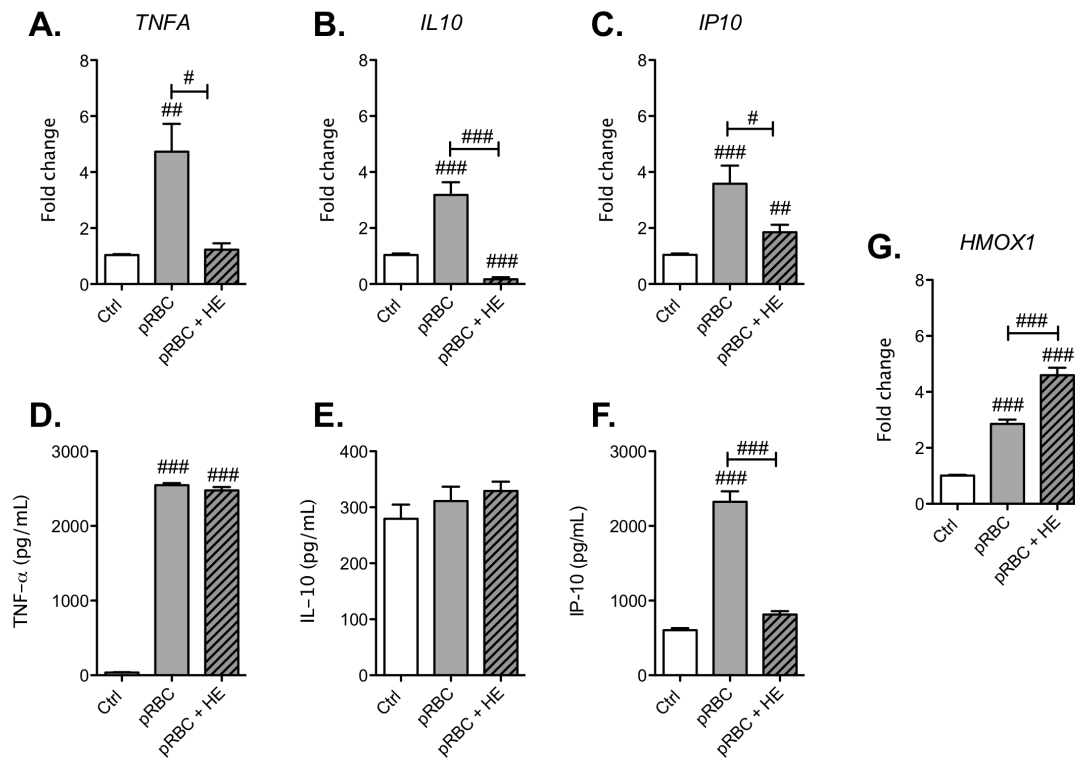 A. TNFA
8
6
4
2
0
Fold change
#
##
Ctrl
pRBC
pRBC + HE
B. IL10
8
6
4
2
0
Fold change
###
###
###
Ctrl
pRBC
pRBC + HE
C. IP10
8
6
4
2
0
Fold change
#
###
##
Ctrl
pRBC
pRBC + HE
D.
3000
2000
1000
0
TNF-α (pg/mL)
###
###
Ctrl
pRBC
pRBC + HE
E.
400
300
200
100
0
IL-10 (pg/mL)
Ctrl
pRBC
pRBC + HE
F.
3000
2000
1000
0
IP-10 (pg/mL)
###
###
Ctrl
pRBC
pRBC + HE
G. HMOX1
8
6
4
2
0
Fold change
###
###
###
Ctrl
pRBC
pRBC + HE